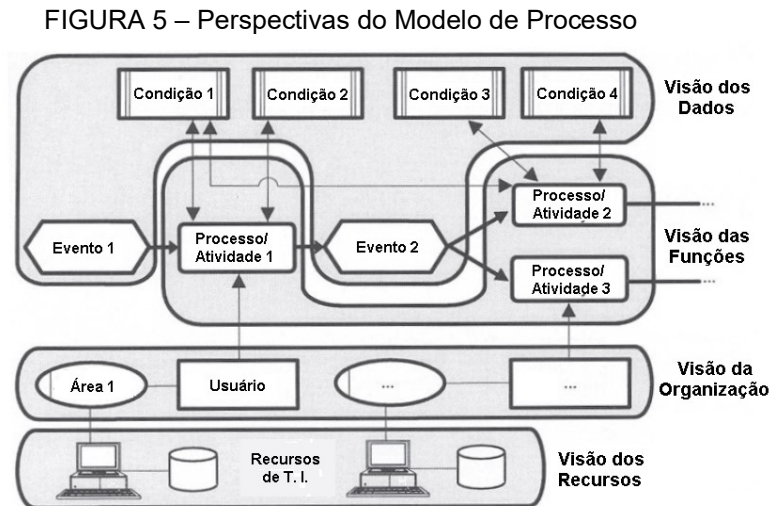 FIGURA 5 – Perspectivas do Modelo de Processo
Condição 1
Condição 2
Condição 3
Condição 4
Visão dos
Dados
Evento 1
Processo/
Atividade 1
Evento 2
Processo/
Atividade 2
...
Processo/
Atividade 3
...
Visão das
Funções
Área 1
Usuário
...
...
Visão da
Organização
Recursos
de T. I.
Visão dos
Recursos